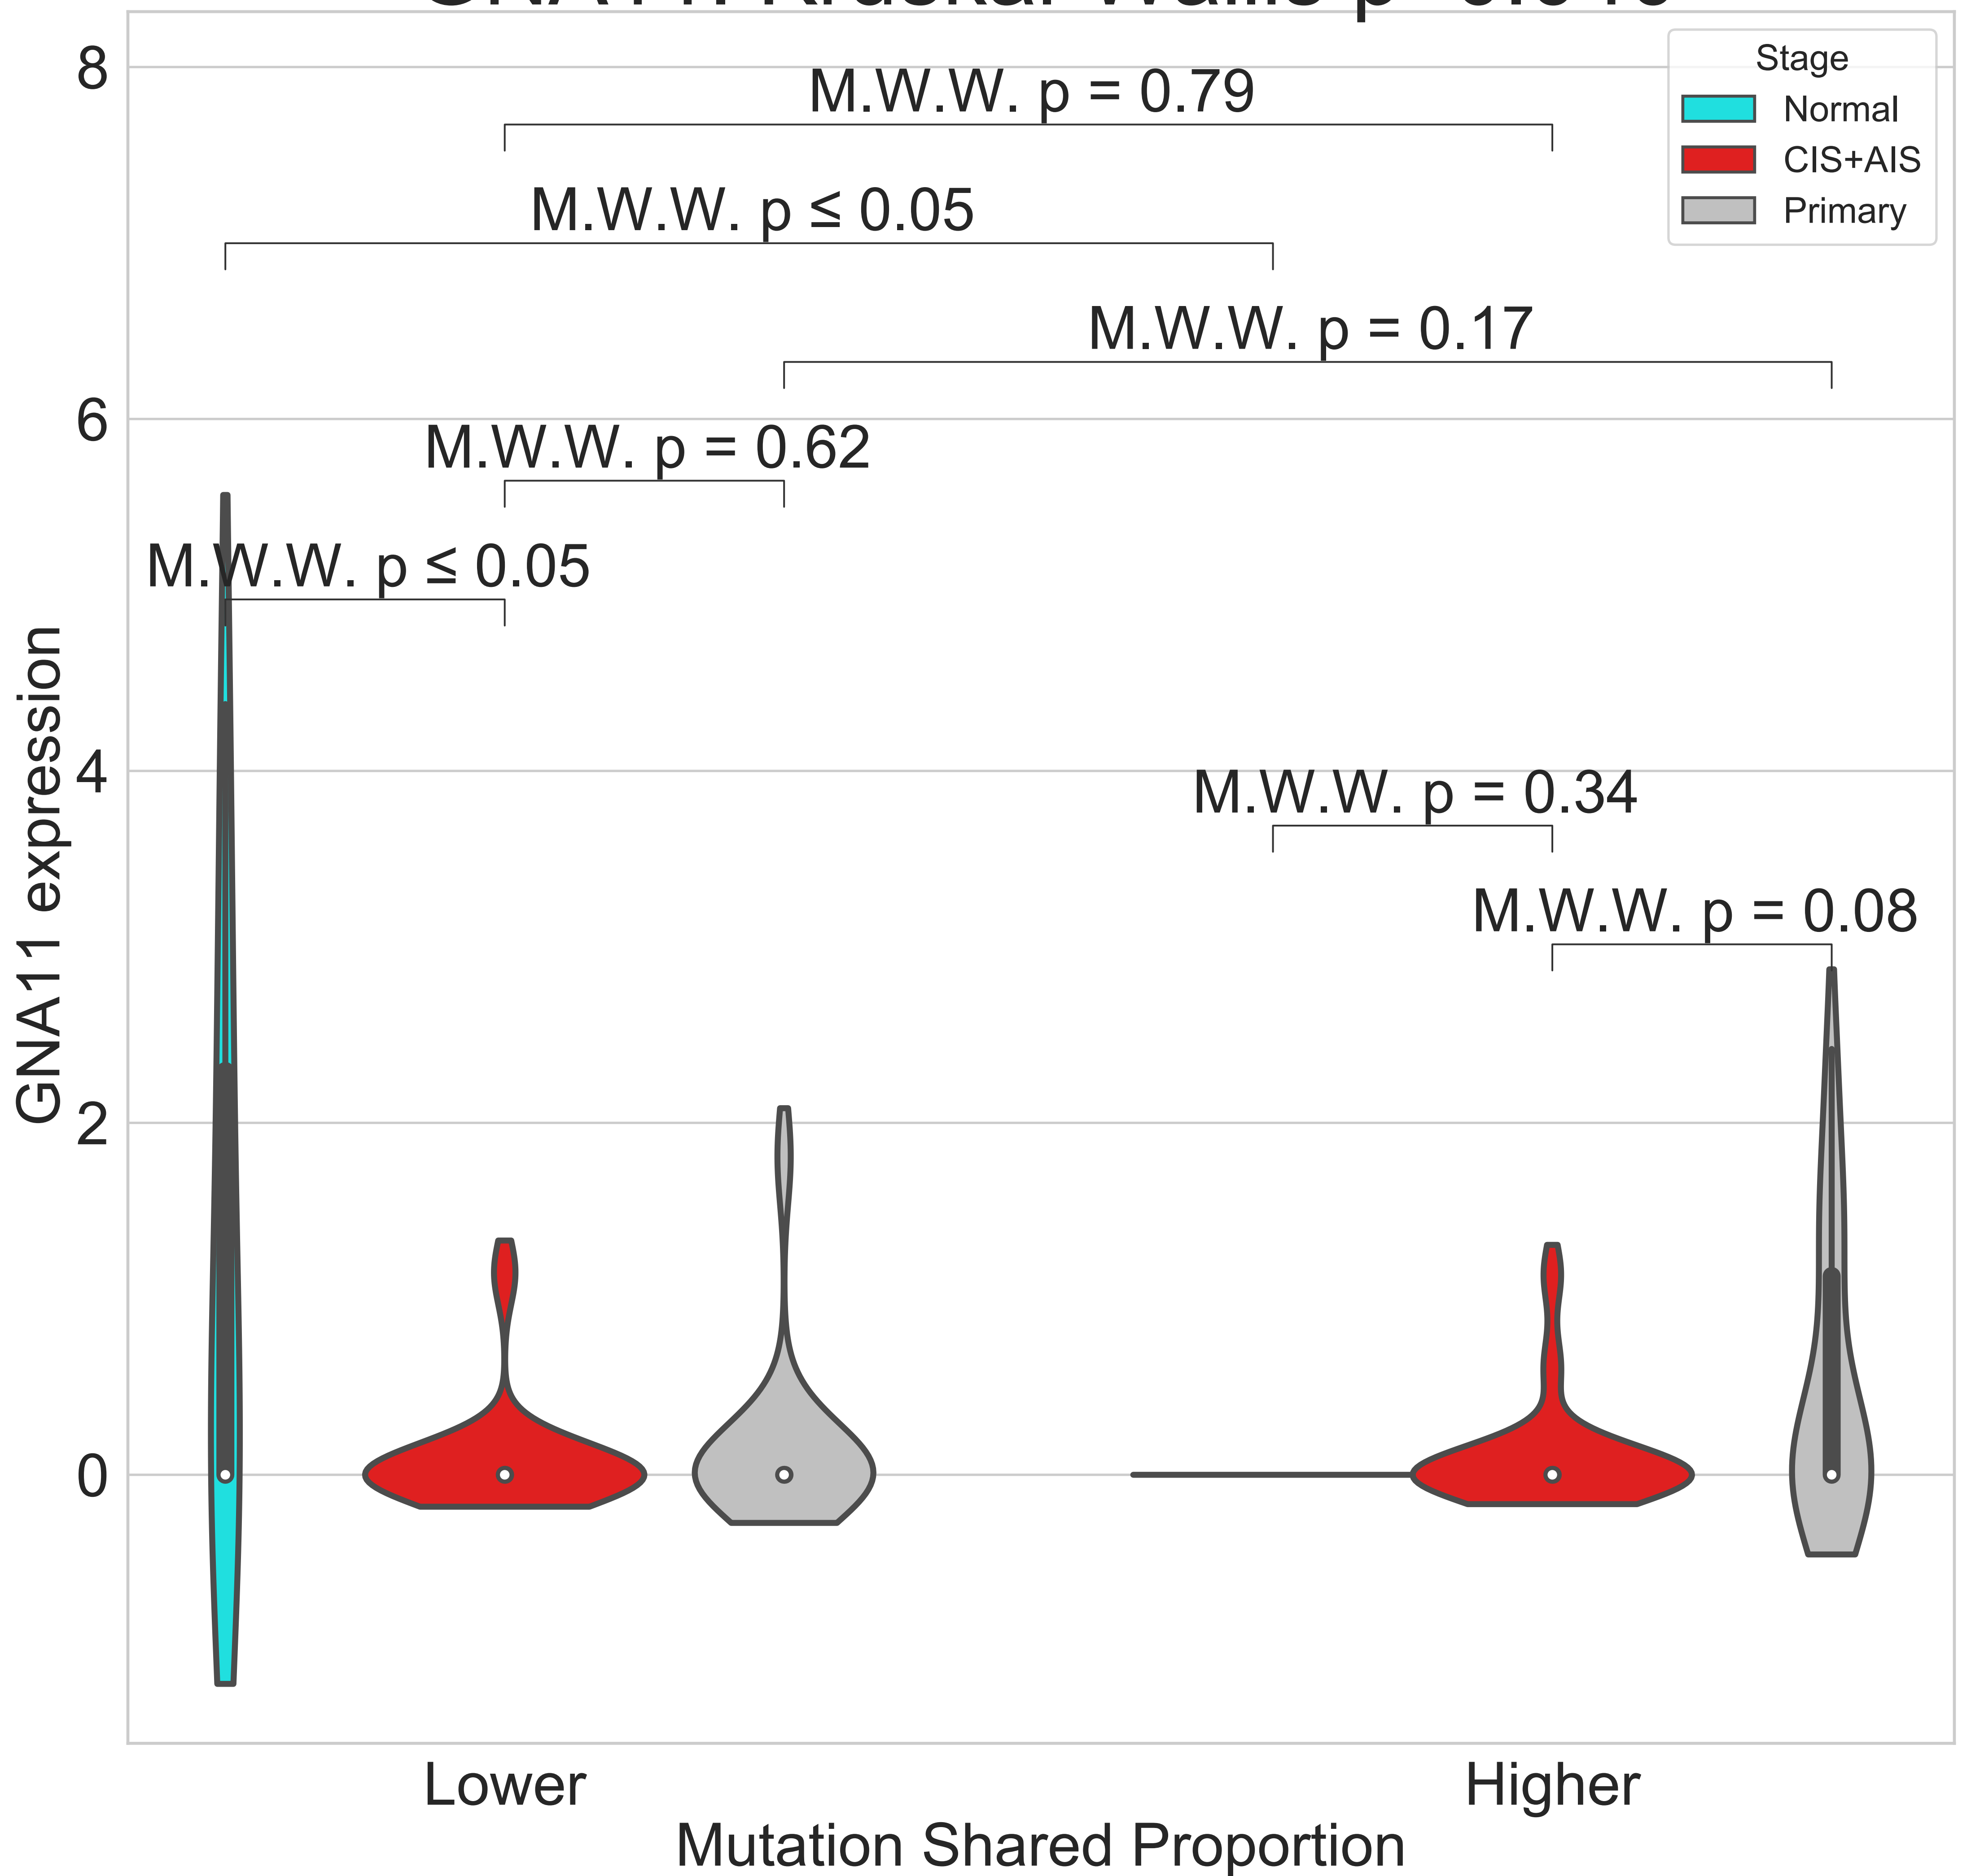 Stage
Normal
CIS+AIS
Primary
M.W.W. p = 0.79
M.W.W. p ≤ 0.05
M.W.W. p = 0.17
M.W.W. p = 0.62
M.W.W. p ≤ 0.05
M.W.W. p = 0.34
M.W.W. p = 0.08
GNA11 expression
8
6
4
2
0
Lower
Higher
Mutation Shared Proportion